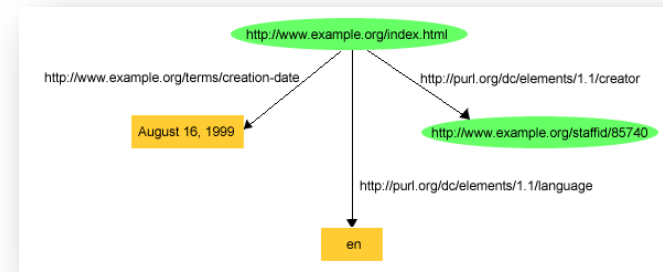 http://www.example.org/index.html
http://www.example.org/terms/creation-date
http://purl.org/dc/elements/1.1/creator
August 16, 1999
http://www.example.org/staffid/85740
http://purl.org/dc/elements/1.1/language
en